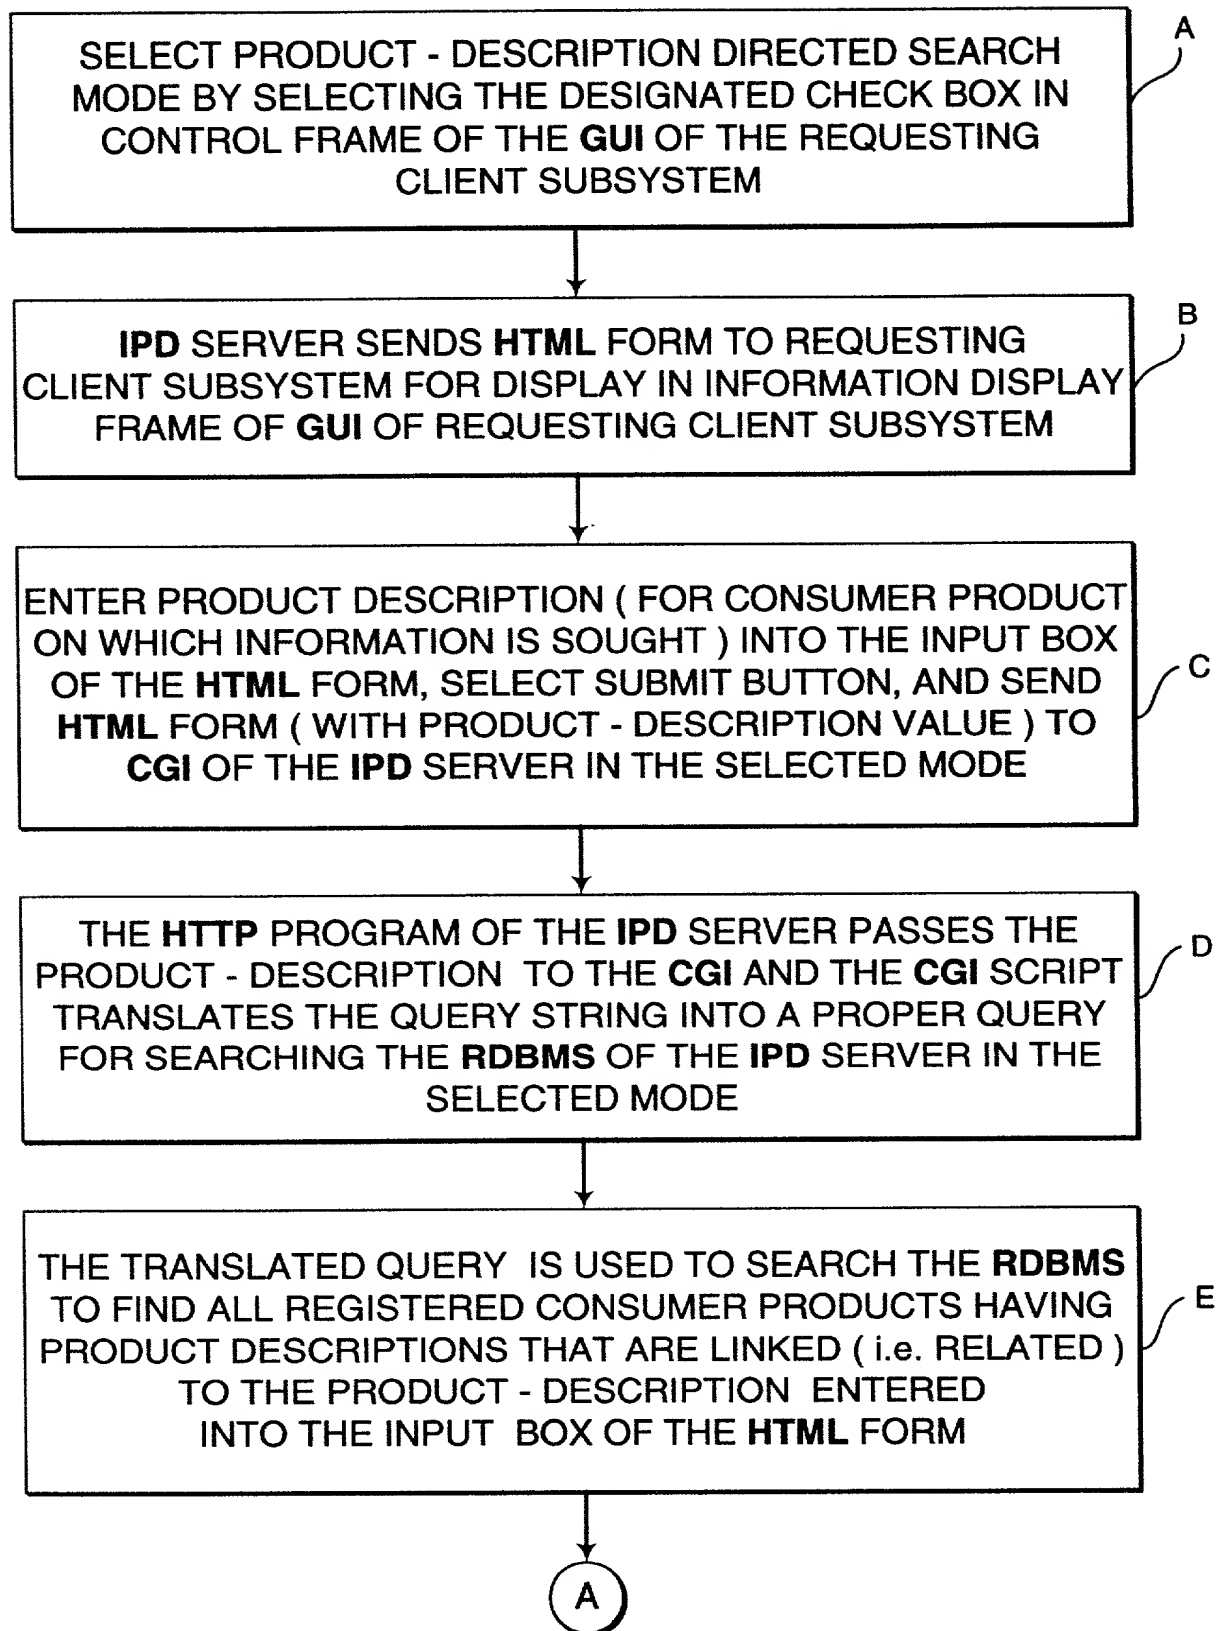 SELECT PRODUCT - DESCRIPTION DIRECTED SEARCH
MODE BY SELECTING THE DESIGNATED CHECK BOX IN
CONTROL FRAME OF THE GUI OF THE REQUESTING
CLIENT SUBSYSTEM
A
IPD SERVER SENDS HTML FORM TO REQUESTING
CLIENT SUBSYSTEM FOR DISPLAY IN INFORMATION DISPLAY
FRAME OF GUI OF REQUESTING CLIENT SUBSYSTEM
B
ENTER PRODUCT DESCRIPTION ( FOR CONSUMER PRODUCT
ON WHICH INFORMATION IS SOUGHT ) INTO THE INPUT BOX
OF THE HTML FORM, SELECT SUBMIT BUTTON, AND SEND
HTML FORM ( WITH PRODUCT - DESCRIPTION VALUE ) TO
CGI OF THE IPD SERVER IN THE SELECTED MODE
C
THE HTTP PROGRAM OF THE IPD SERVER PASSES THE
PRODUCT - DESCRIPTION TO THE CGI AND THE CGI SCRIPT
TRANSLATES THE QUERY STRING INTO A PROPER QUERY
FOR SEARCHING THE RDBMS OF THE IPD SERVER IN THE
SELECTED MODE
D
THE TRANSLATED QUERY IS USED TO SEARCH THE RDBMS
TO FIND ALL REGISTERED CONSUMER PRODUCTS HAVING
PRODUCT DESCRIPTIONS THAT ARE LINKED ( i.e. RELATED )
TO THE PRODUCT - DESCRIPTION ENTERED
INTO THE INPUT BOX OF THE HTML FORM
E
A